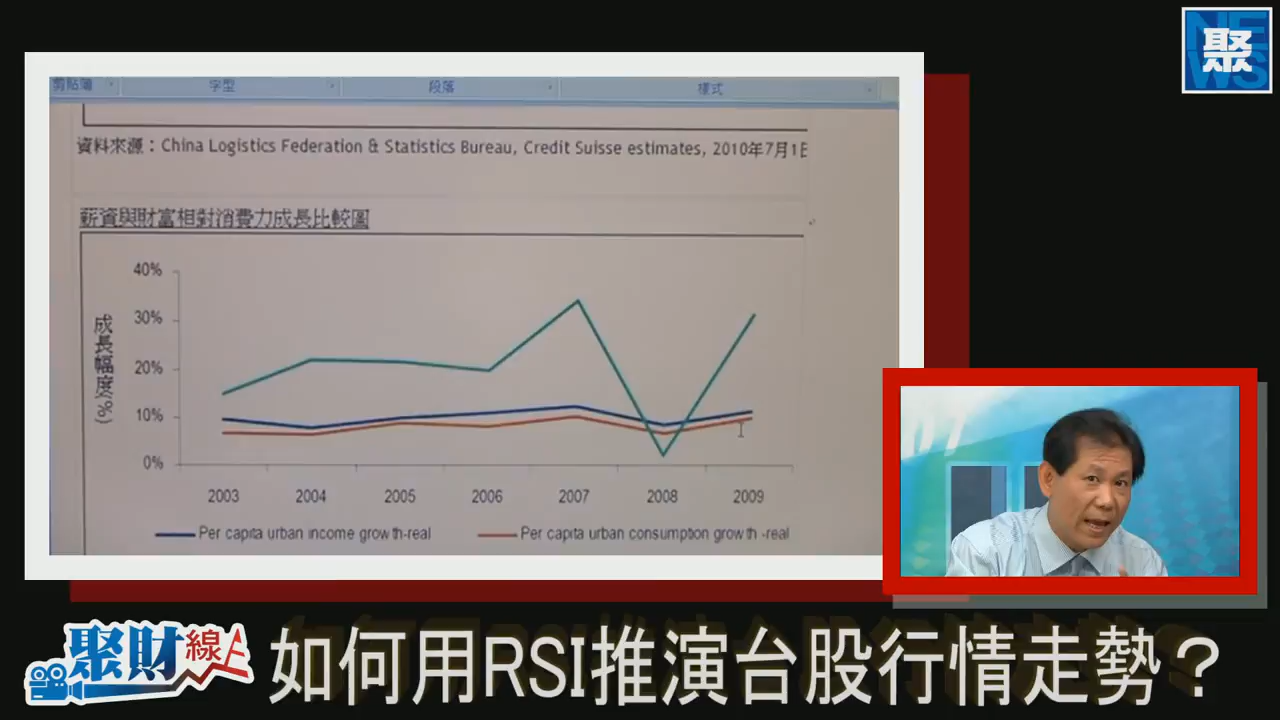 聚
NEWS
剪貼簿 字型 段落 樣式
資料來源：China Logistics Federation & Statistics Bureau, Credit Suisse estimates, 2010年7月1日
薪資與財富相對消費力成長比較圖
成長幅度(%)
40%
30%
20%
10%
0%
2003 2004 2005 2006 2007 2008 2009
Per capita urban income growth-real Per capita urban consumption growth -real
聚財線上
如何用RSI推演台股行情走勢？